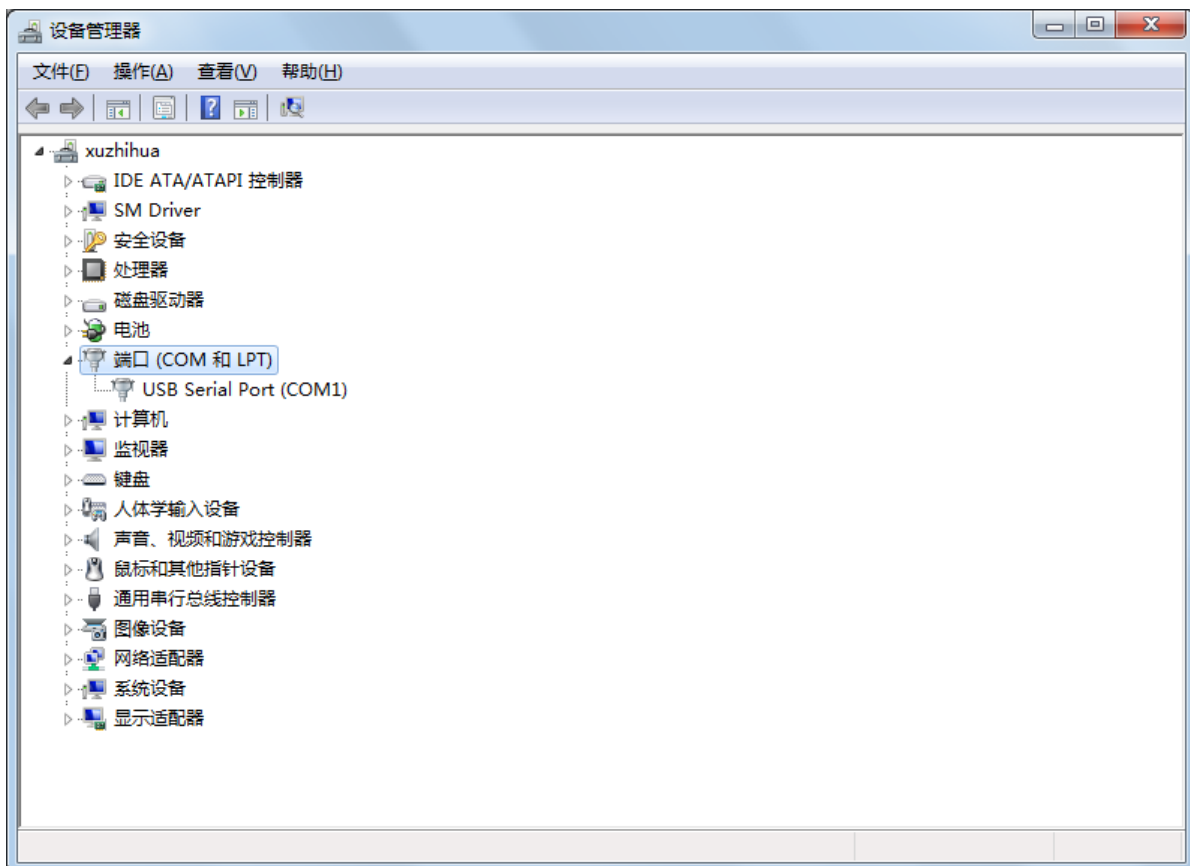 设备管理器
文件(F) 操作(A) 查看(V) 帮助(H)
xuzhihua
IDE ATA/ATAPI 控制器
SM Driver
安全设备
处理器
磁盘驱动器
电池
端口 (COM 和 LPT)
USB Serial Port (COM1)
计算机
监视器
键盘
人体学输入设备
声音、视频和游戏控制器
鼠标和其他指针设备
通用串行总线控制器
图像设备
网络适配器
系统设备
显示适配器